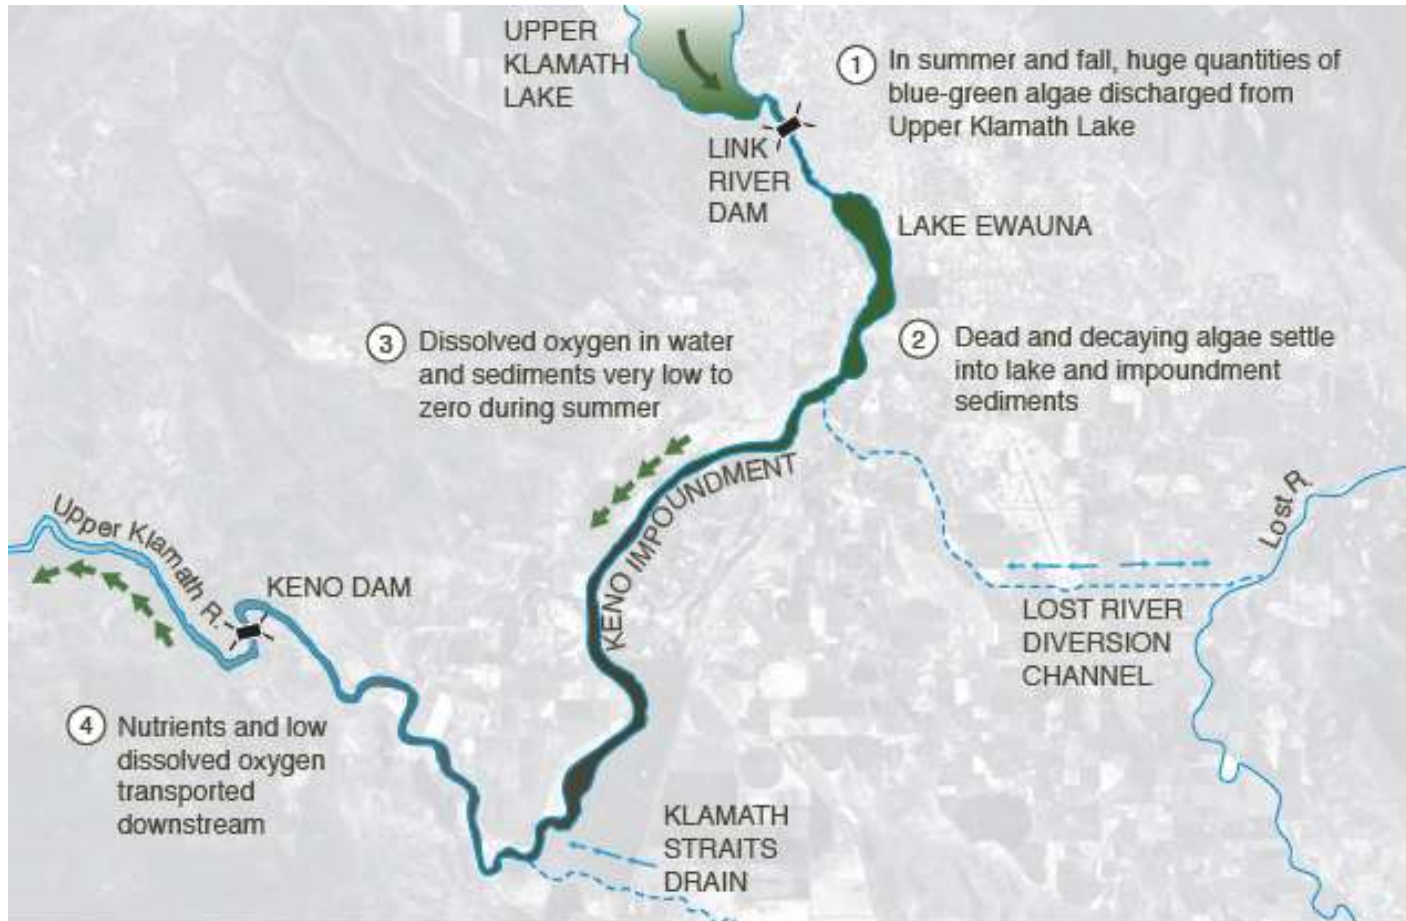 UPPER
KLAMATH
LAKE
1
In summer and fall, huge quantities of
blue-green algae discharged from
Upper Klamath Lake
LINK
RIVER
DAM
LAKE EWAUNA
3
Dissolved oxygen in water
and sediments very low to
zero during summer
2
Dead and decaying algae settle
into lake and impoundment
sediments
KENO IMPOUNDMENT
Lost R
Upper Klamath R.
KENO DAM
LOST RIVER
DIVERSION
CHANNEL
4
Nutrients and low
dissolved oxygen
transported
downstream
KLAMATH
STRAITS
DRAIN